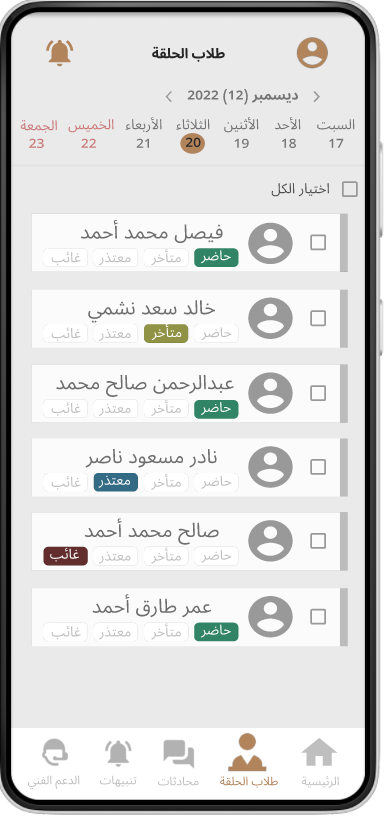 طلاب الحلقة
ديسمبر (12) 2022
السبت الأحد الأثنين الثلاثاء الأربعاء الخميس الجمعة
17 18 19 20 21 22 23
اختيار الكل
فيصل محمد أحمد
حاضر متأخر معتذر غائب
خالد سعد نشمي
حاضر متأخر معتذر غائب
عبدالرحمن صالح محمد
حاضر متأخر معتذر غائب
نادر مسعود ناصر
حاضر متأخر معتذر غائب
صالح محمد أحمد
حاضر متأخر معتذر غائب
عمر طارق أحمد
حاضر متأخر معتذر غائب
الرئيسية طلاب الحلقة محادثات تنبيهات الدعم الفني